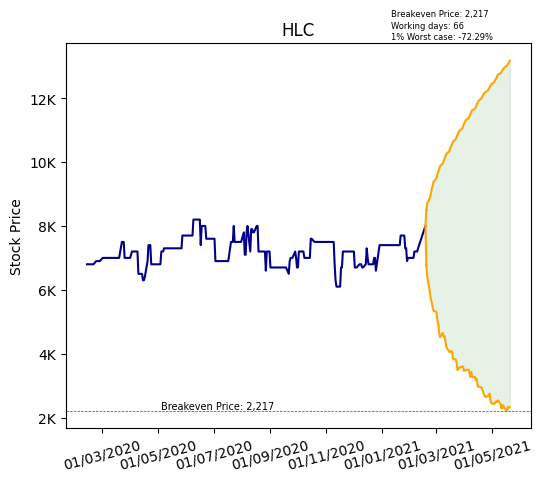 Breakeven Price: 2,217
Working days: 66
1% Worst case: -72.29%
HLC
Stock Price
12K
10K
8K
6K
4K
2K
Breakeven Price: 2,217
01/03/2020
01/05/2020
01/07/2020
01/09/2020
01/11/2020
01/01/2021
01/03/2021
01/05/2021